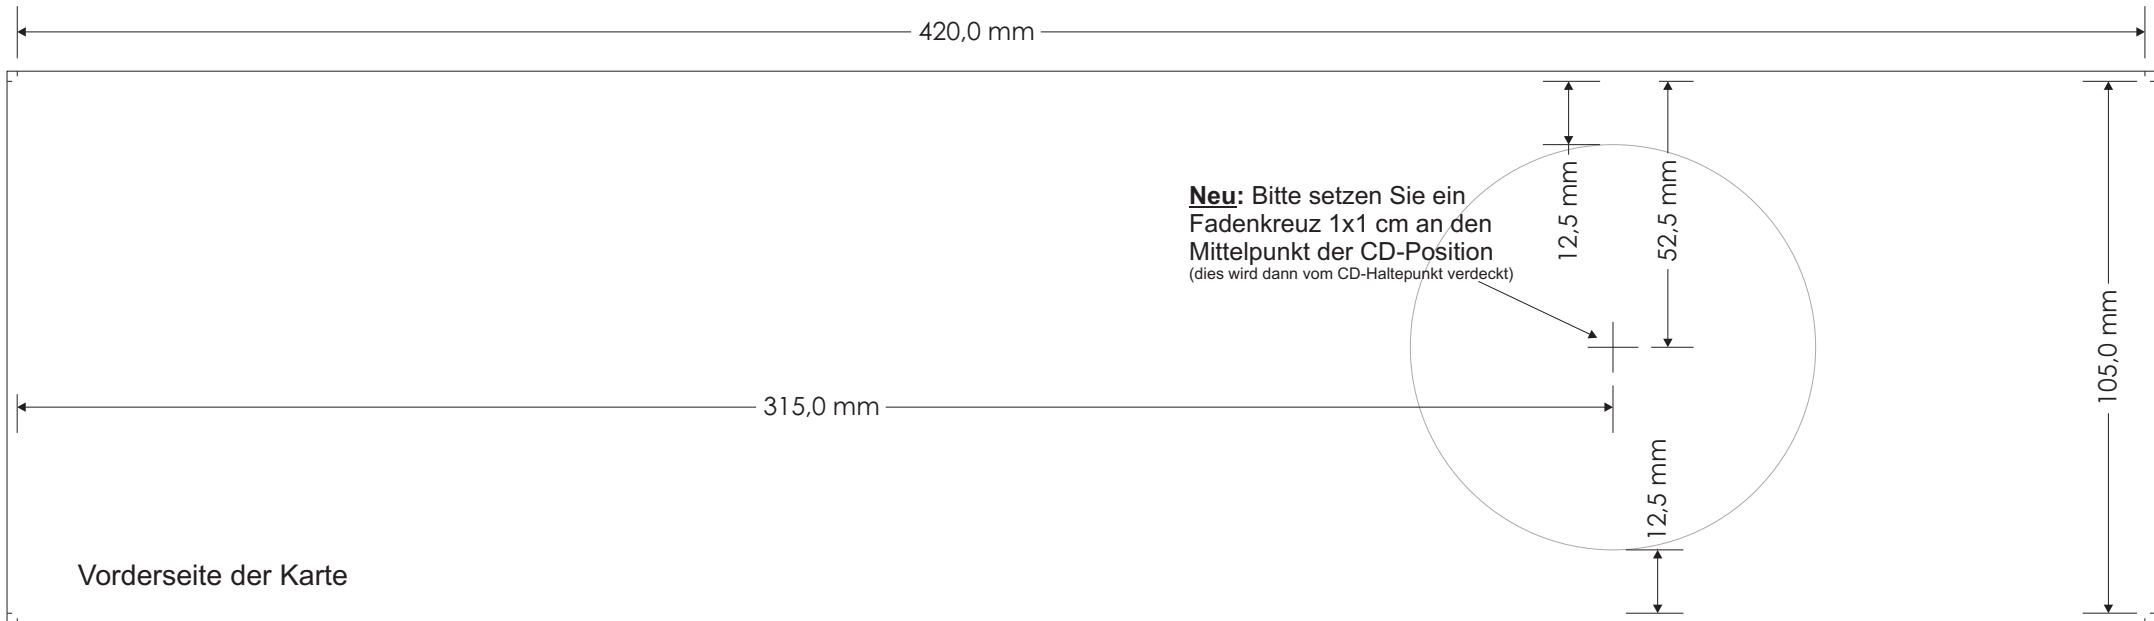 420,0 mm
12,5 mm
52,5 mm
Neu: Bitte setzen Sie ein
Fadenkreuz 1x1 cm an den
Mittelpunkt der CD-Position
(dies wird dann vom CD-Haltepunkt verdeckt)
105,0 mm
315,0 mm
12,5 mm
Vorderseite der Karte